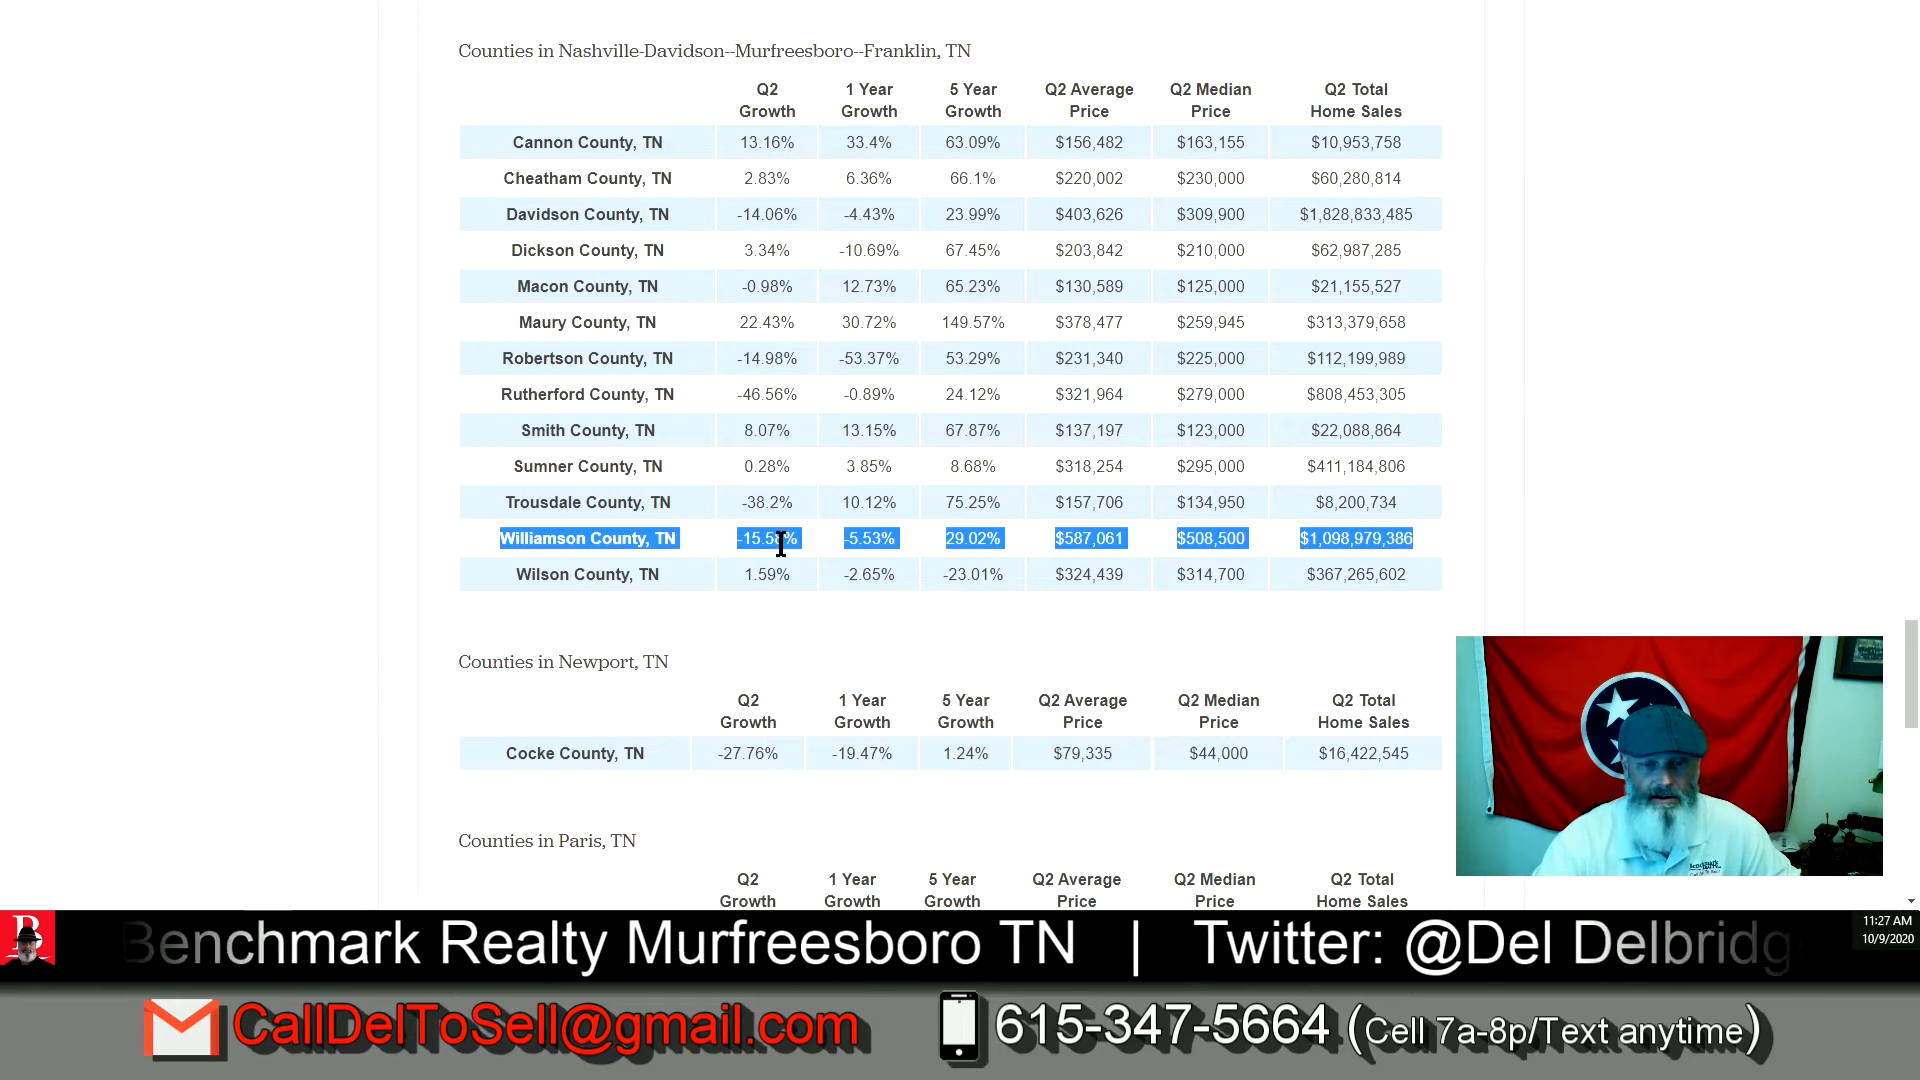 Counties in Nashville-Davidson--Murfreesboro--Franklin, TN
Q2 Growth 1 Year Growth 5 Year Growth Q2 Average Price Q2 Median Price Q2 Total Home Sales
Cannon County, TN 13.16% 33.4% 63.09% $156,482 $163,155 $10,953,758
Cheatham County, TN 2.83% 6.36% 66.1% $220,002 $230,000 $60,280,814
Davidson County, TN -14.06% -4.43% 23.99% $403,626 $309,900 $1,828,833,485
Dickson County, TN 3.34% -10.69% 67.45% $203,842 $210,000 $62,987,285
Macon County, TN -0.98% 12.73% 65.23% $130,589 $125,000 $21,155,527
Maury County, TN 22.43% 30.72% 149.57% $378,477 $259,945 $313,379,658
Robertson County, TN -14.98% -53.37% 53.29% $231,340 $225,000 $112,199,989
Rutherford County, TN -46.56% -0.89% 24.12% $321,964 $279,000 $808,453,305
Smith County, TN 8.07% 13.15% 67.87% $137,197 $123,000 $22,088,864
Sumner County, TN 0.28% 3.85% 8.68% $318,254 $295,000 $411,184,806
Trousdale County, TN -38.2% 10.12% 75.25% $157,706 $134,950 $8,200,734
Williamson County, TN -5.53% 29.02% $587,061 $508,500 $1,098,979,386
Wilson County, TN 1.59% -2.65% -23.01% $324,439 $314,700 $367,265,602
Counties in Newport, TN
Q2 Growth 1 Year Growth 5 Year Growth Q2 Average Price Q2 Median Price Q2 Total Home Sales
Cocke County, TN -27.76% -19.47% 1.24% $79,335 $44,000 $16,422,545
Counties in Paris, TN
Q2 Growth 1 Year Growth 5 Year Growth Q2 Average Price Q2 Median Price Q2 Total Home Sales
Benchmark Realty Murfreesboro TN | Twitter: @Del Delbridg
11:27 AM
10/9/2020
CallDelToSell@gmail.com 615-347-5664 (Cell 7a-8p/Text anytime)